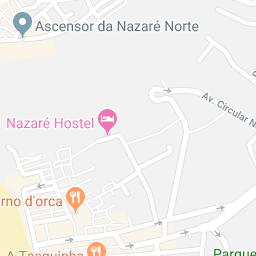 Ascensor da Nazaré Norte
Av. Circular N
Nazaré Hostel
rno d'orca
A Tasquinha
Parque